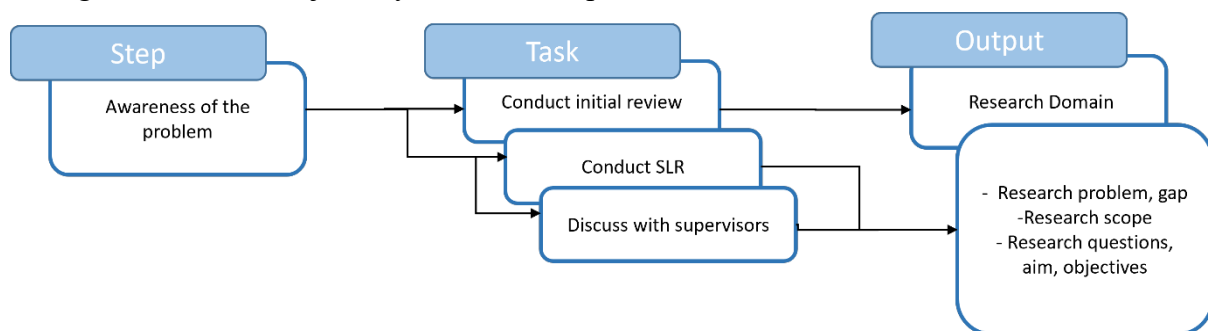 Step
Awareness of the
problem
Task
Conduct initial review
Conduct SLR
Discuss with supervisors
Output
Research Domain
- Research problem, gap
-Research scope
- Research questions,
aim, objectives